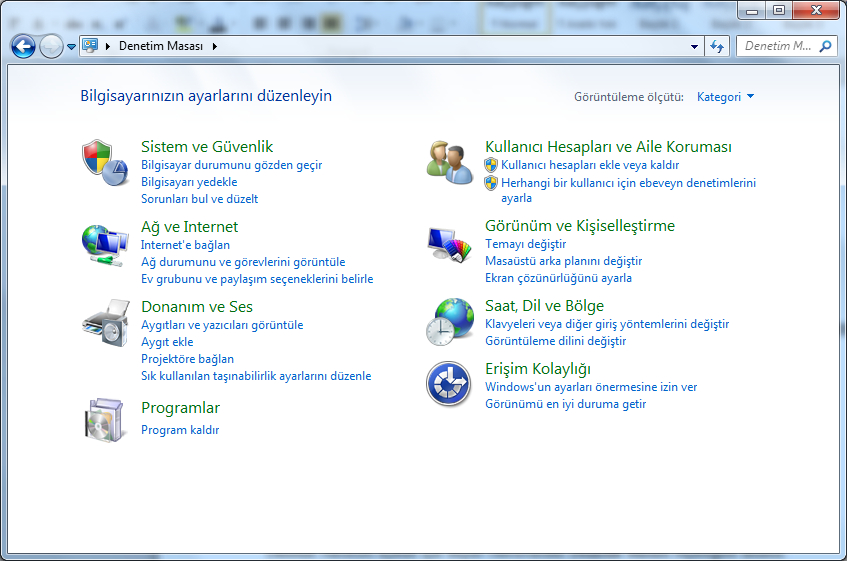 Denetim Masası
Denetim M...
Bilgisayarınızın ayarlarını düzenleyin
Görüntüleme ölçütü: Kategori
Sistem ve Güvenlik
Bilgisayar durumunu gözden geçir
Bilgisayarı yedekle
Sorunları bul ve düzelt
Ağ ve Internet
Internet'e bağlan
Ağ durumunu ve görevlerini görüntüle
Ev grubunu ve paylaşım seçeneklerini belirle
Donanım ve Ses
Aygıtları ve yazıcıları görüntüle
Aygıt ekle
Projektöre bağlan
Sık kullanılan taşınabilirlik ayarlarını düzenle
Programlar
Program kaldır
Kullanıcı Hesapları ve Aile Koruması
Kullanıcı hesapları ekle veya kaldır
Herhangi bir kullanıcı için ebeveyn denetimlerini
ayarla
Görünüm ve Kişiselleştirme
Temayı değiştir
Masaüstü arka planını değiştir
Ekran çözünürlüğünü ayarla
Saat, Dil ve Bölge
Klavyeleri veya diğer giriş yöntemlerini değiştir
Görüntüleme dilini değiştir
Erişim Kolaylığı
Windows'un ayarları önermesine izin ver
Görünümü en iyi duruma getir